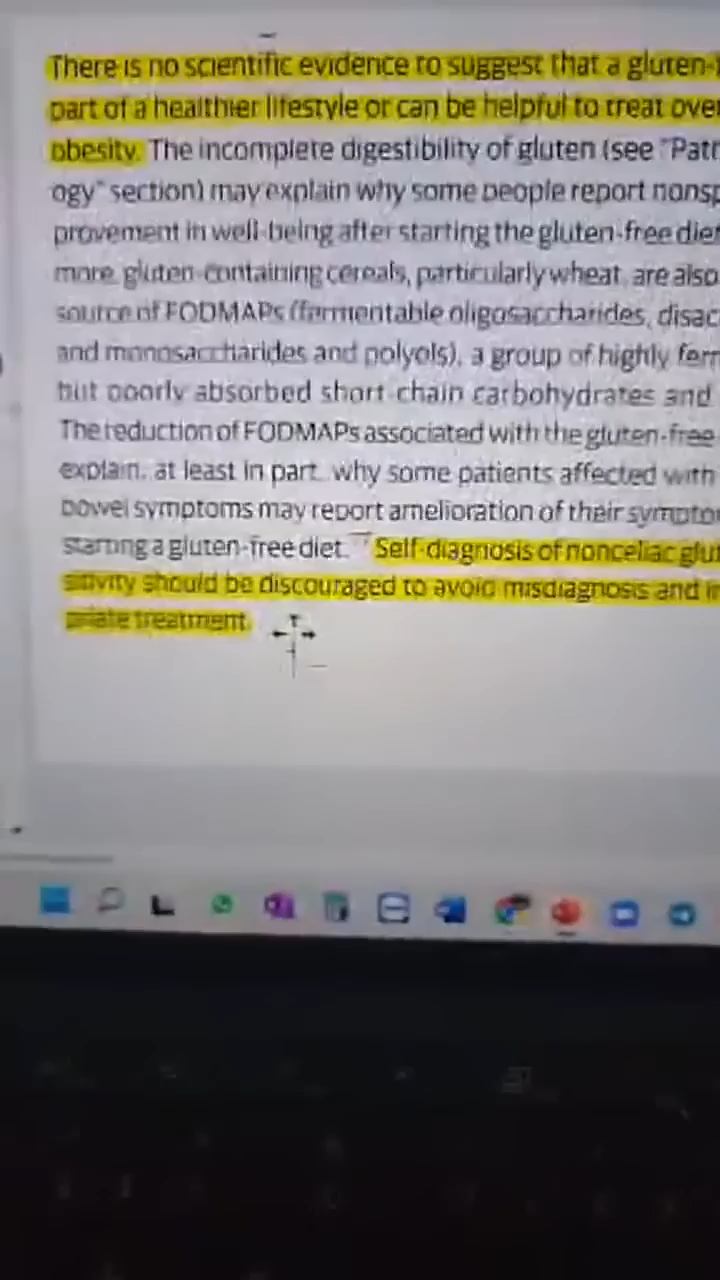 There is no scientific evidence to suggest that a gluten-
part of a healthier lifestyle or can be helpful to treat over
obesity. The incomplete digestibility of gluten (see "Pat
ogy" section) may explain why some people report nonsp
provement in well-being after starting the gluten-free diet
more, gluten-containing cereals, particularly wheat, are also
source of FODMAPs (fermentable oligosaccharides, disac
and monosaccharides and polyols), a group of highly ferm
but poorly absorbed short-chain carbohydrates and
The reduction of FODMAPs associated with the gluten-free
explain, at least in part, why some patients affected with
bowel symptoms may report amelioration of their sympto
starting a gluten-free diet. Self-diagnosis of nonceliac glu
sitivity should be discouraged to avoid misdiagnosis and
priate treatment.